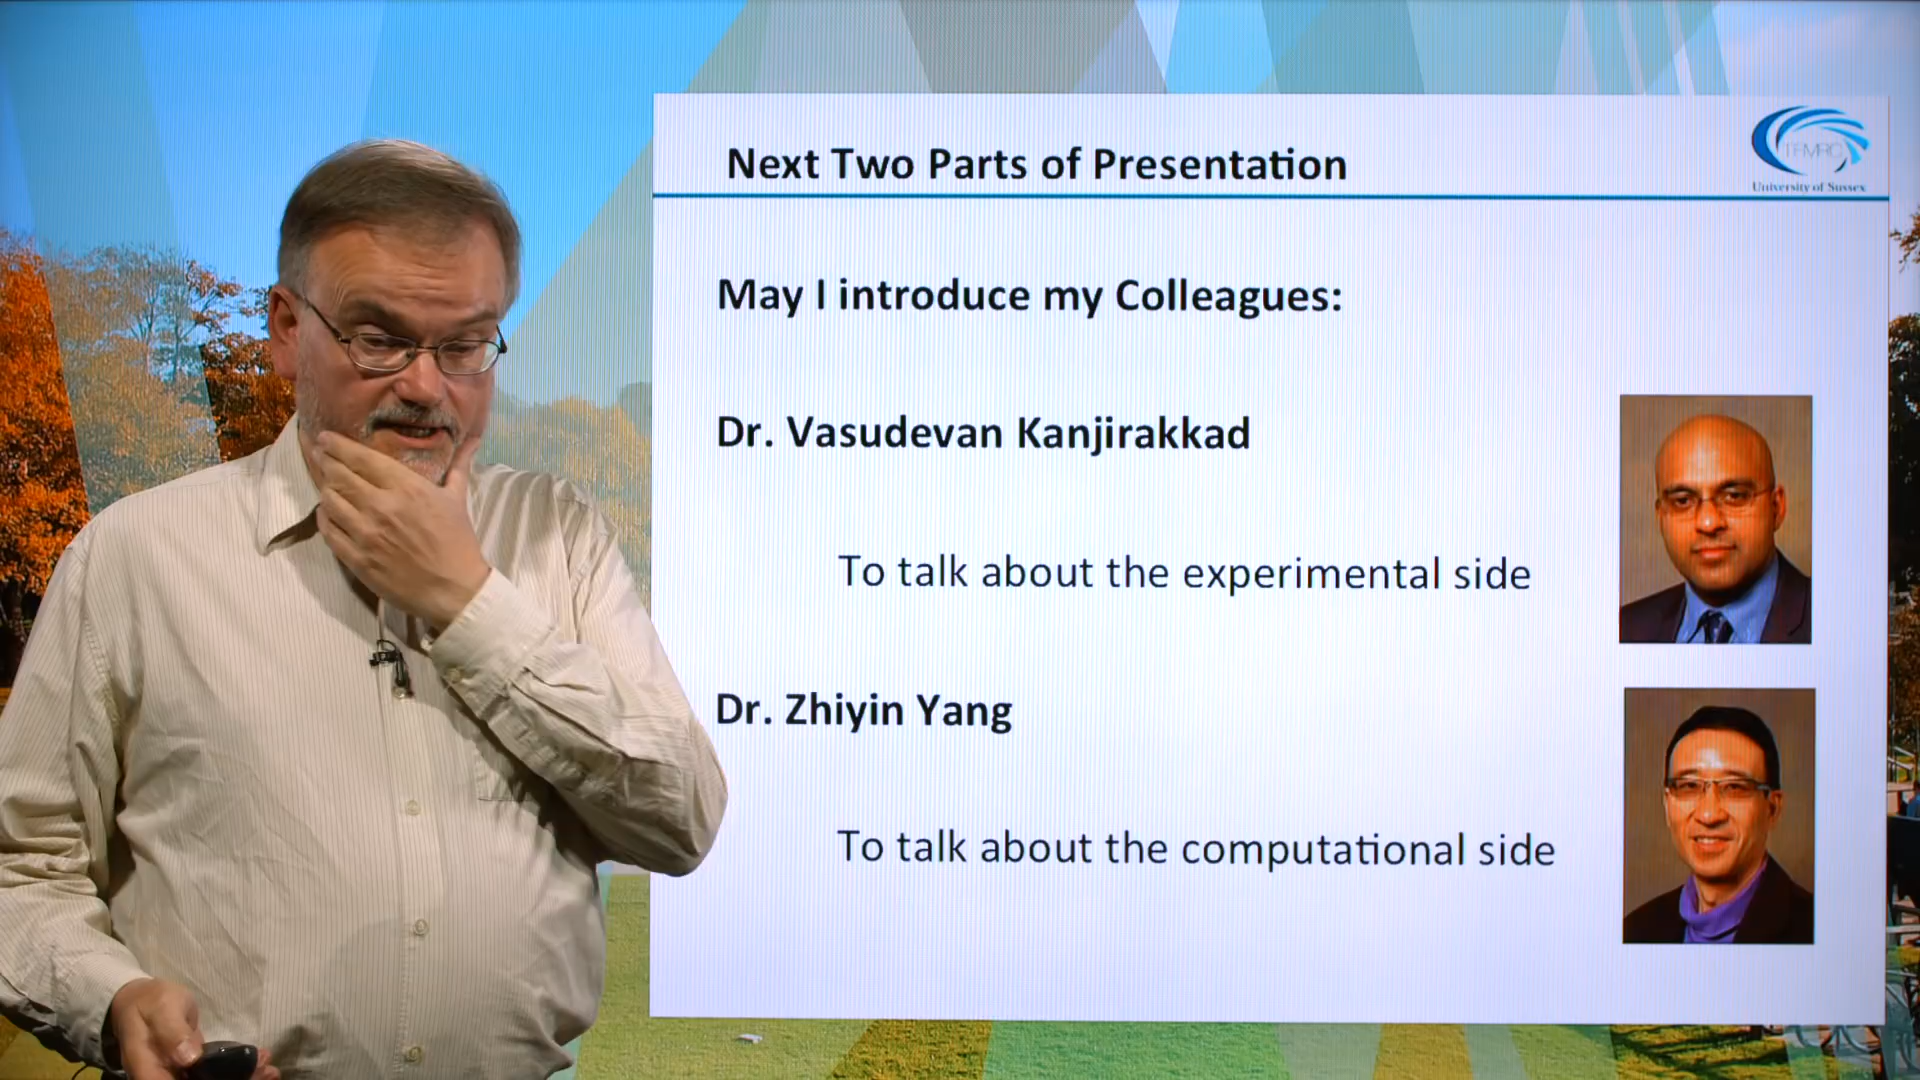 Next Two Parts of Presentation
TFMRC
University of Sussex
May I introduce my Colleagues:
Dr. Vasudevan Kanjirakkad
To talk about the experimental side
Dr. Zhiyin Yang
To talk about the computational side